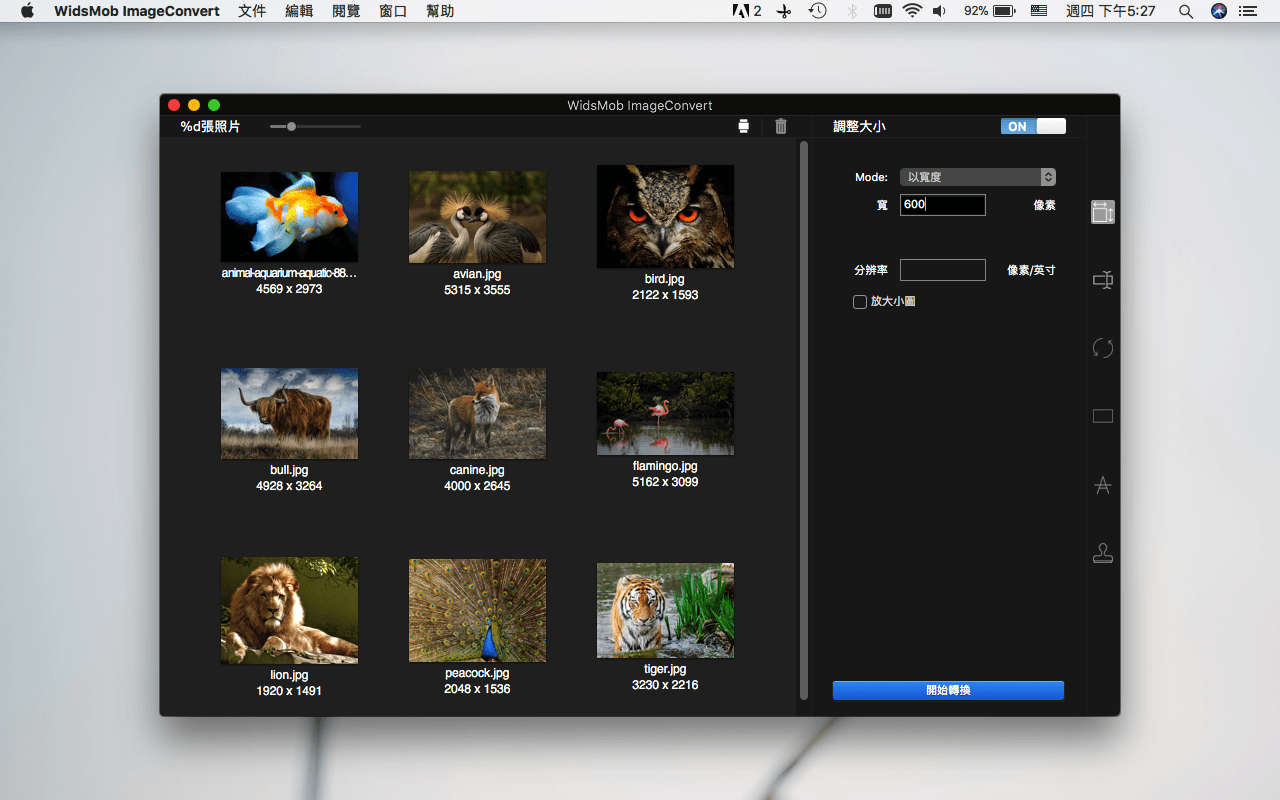 WidsMob ImageConvert 文件 編輯 閱覽 窗口 幫助 2 92% 週四 下午5:27
WidsMob ImageConvert
%d張照片
調整大小 ON
Mode: 以寬度
寬 600 像素
分辨率 像素/英寸
放大小圖
animal-aquarium-aquatic-88...
4569 x 2973
avian.jpg
5315 x 3555
bird.jpg
2122 x 1593
bull.jpg
4928 x 3264
canine.jpg
4000 x 2645
flamingo.jpg
5162 x 3099
lion.jpg
1920 x 1491
peacock.jpg
2048 x 1536
tiger.jpg
3230 x 2216
開始轉換